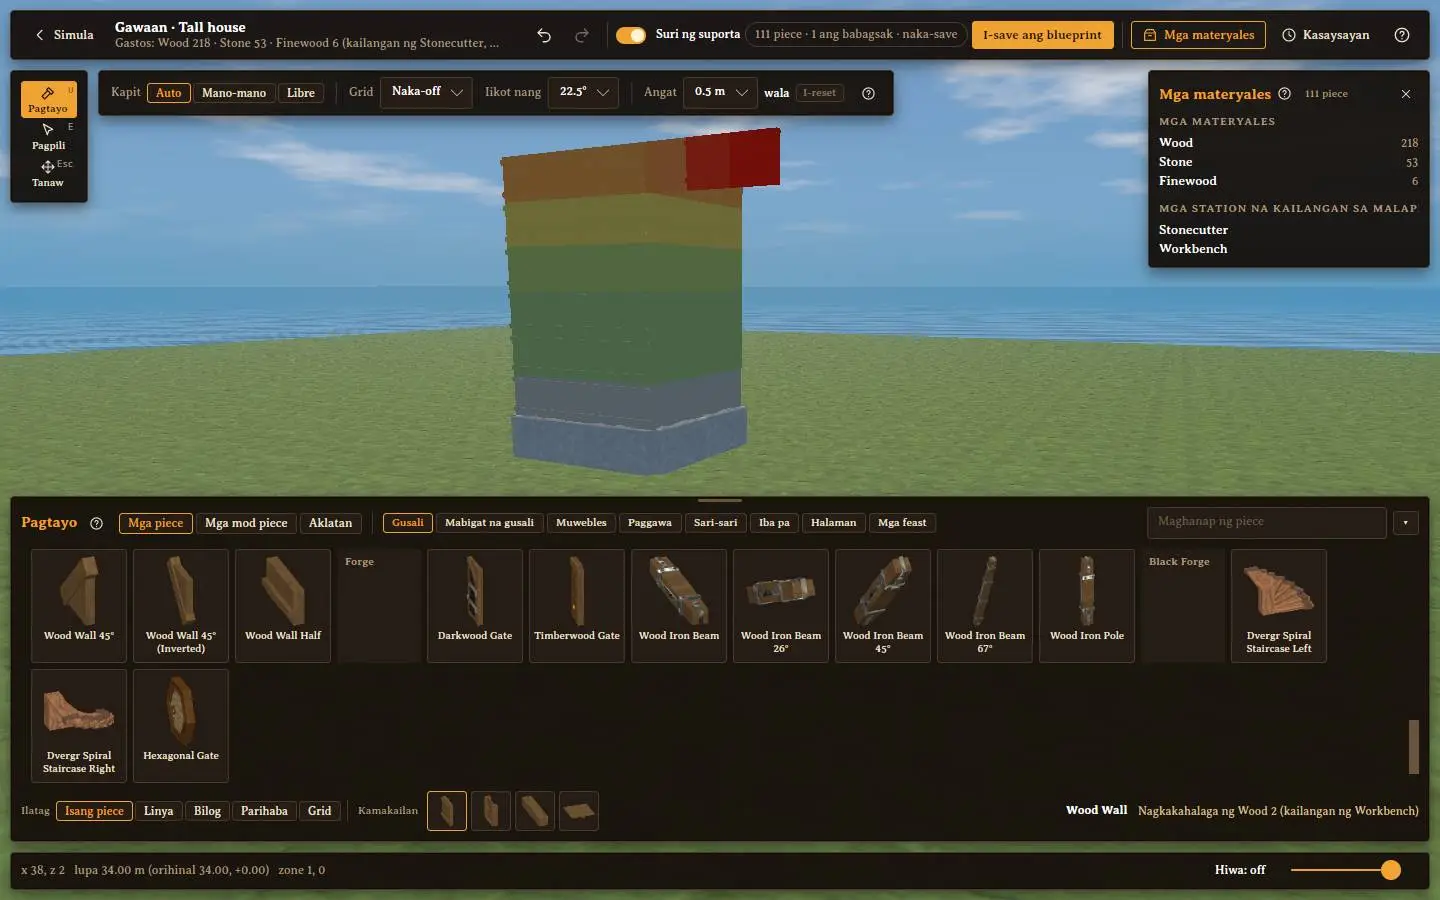 Simula
Gawaan · Tall house
Gastos: Wood 218 · Stone 53 · Finewood 6 (kailangan ng Stonecutter, ...
Suri ng suporta
111 piece · 1 ang babagsak · naka-save
I-save ang blueprint
Mga materyales
Kasaysayan
Pagtayo
U
Pagpili
E
Tanaw
Esc
Kapit
Auto
Mano-mano
Libre
Grid
Naka-off
Iikot nang
22.5°
Angat
0.5 m
wala
I-reset
Mga materyales
111 piece
MGA MATERYALES
Wood 218
Stone 53
Finewood 6
MGA STATION NA KAILANGAN SA MALAP
Stonecutter
Workbench
Pagtayo
Mga piece
Mga mod piece
Aklatan
Gusali
Mabigat na gusali
Muwebles
Paggawa
Sari-sari
Iba pa
Halaman
Mga feast
Maghanap ng piece
Wood Wall 45°
Wood Wall 45°
(Inverted)
Wood Wall Half
Forge
Darkwood Gate
Timberwood Gate
Wood Iron Beam
Wood Iron Beam
26°
Wood Iron Beam
45°
Wood Iron Beam
67°
Wood Iron Pole
Black Forge
Dvergr Spiral
Staircase Left
Dvergr Spiral
Staircase Right
Hexagonal Gate
Ilatag
Isang piece
Linya
Bilog
Parihaba
Grid
Kamakailan
Wood Wall
Nagkakahalaga ng Wood 2 (kailangan ng Workbench)
x 38, z 2 lupa 34.00 m (orihinal 34.00, +0.00) zone 1, 0
Hiwa: off